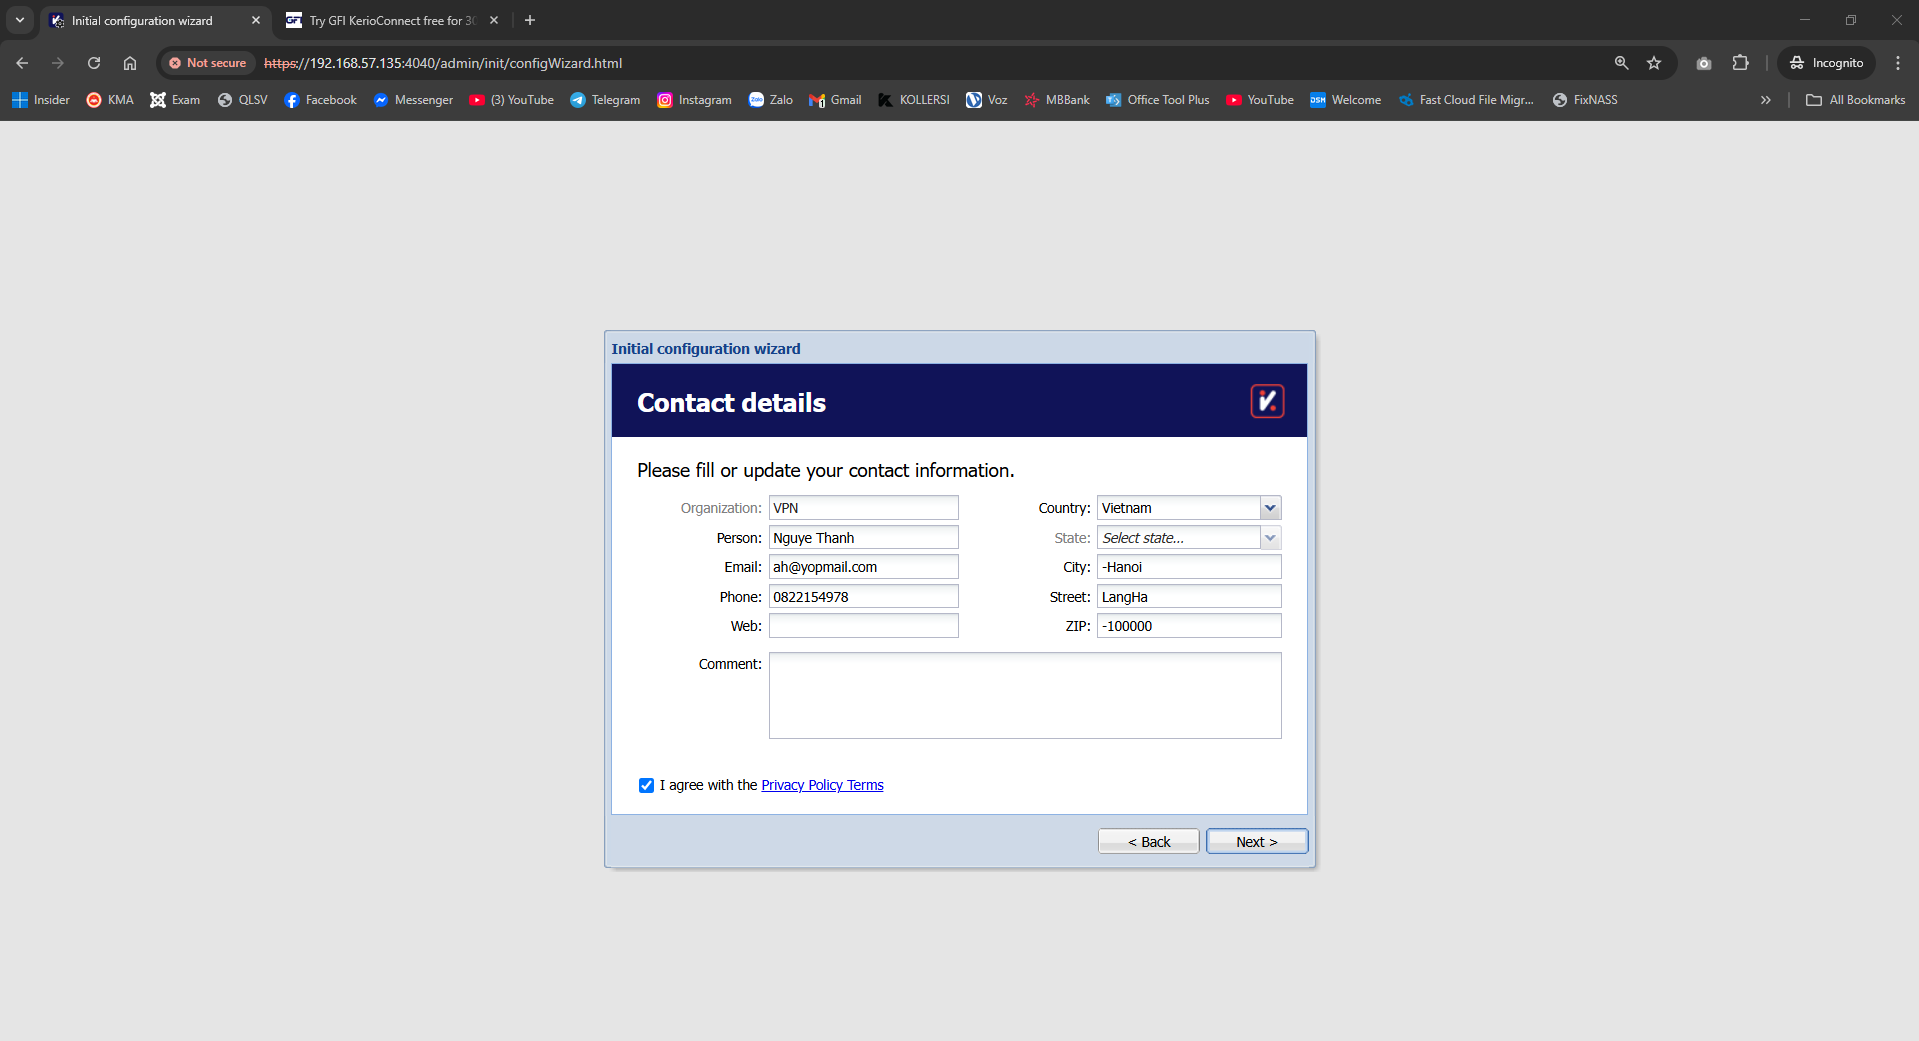 Initial configuration wizard
Try GFI KerioConnect free for 30
Not secure
https://192.168.57.135:4040/admin/init/configWizard.html
Incognito
Insider
KMA
Exam
QLSV
Facebook
Messenger
(3) YouTube
Telegram
Instagram
Zalo
Gmail
KOLLERSI
Voz
MBBank
Office Tool Plus
YouTube
Welcome
Fast Cloud File Migr...
FixNASS
All Bookmarks
Initial configuration wizard
Contact details
Please fill or update your contact information.
Organization: VPN
Country: Vietnam
Person: Nguye Thanh
State: Select state...
Email: ah@yopmail.com
City: -Hanoi
Phone: 0822154978
Street: LangHa
Web:
ZIP: -100000
Comment:
I agree with the Privacy Policy Terms
< Back
Next >